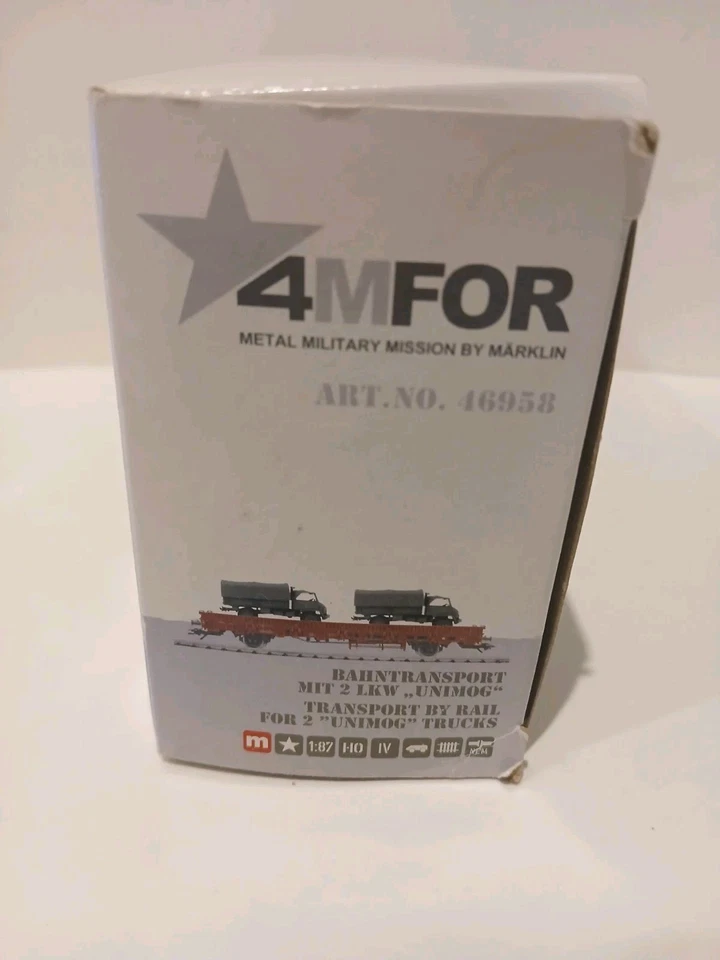 4MFOR
METAL MILITARY MISSION BY MÄRKLIN
ART.NO. 46958
BAHNTRANSPORT
MIT 2 LKW „UNIMOG“
TRANSPORT BY RAIL
FOR 2 ”UNIMOG” TRUCKS
m 1:87 H0 IV NEM